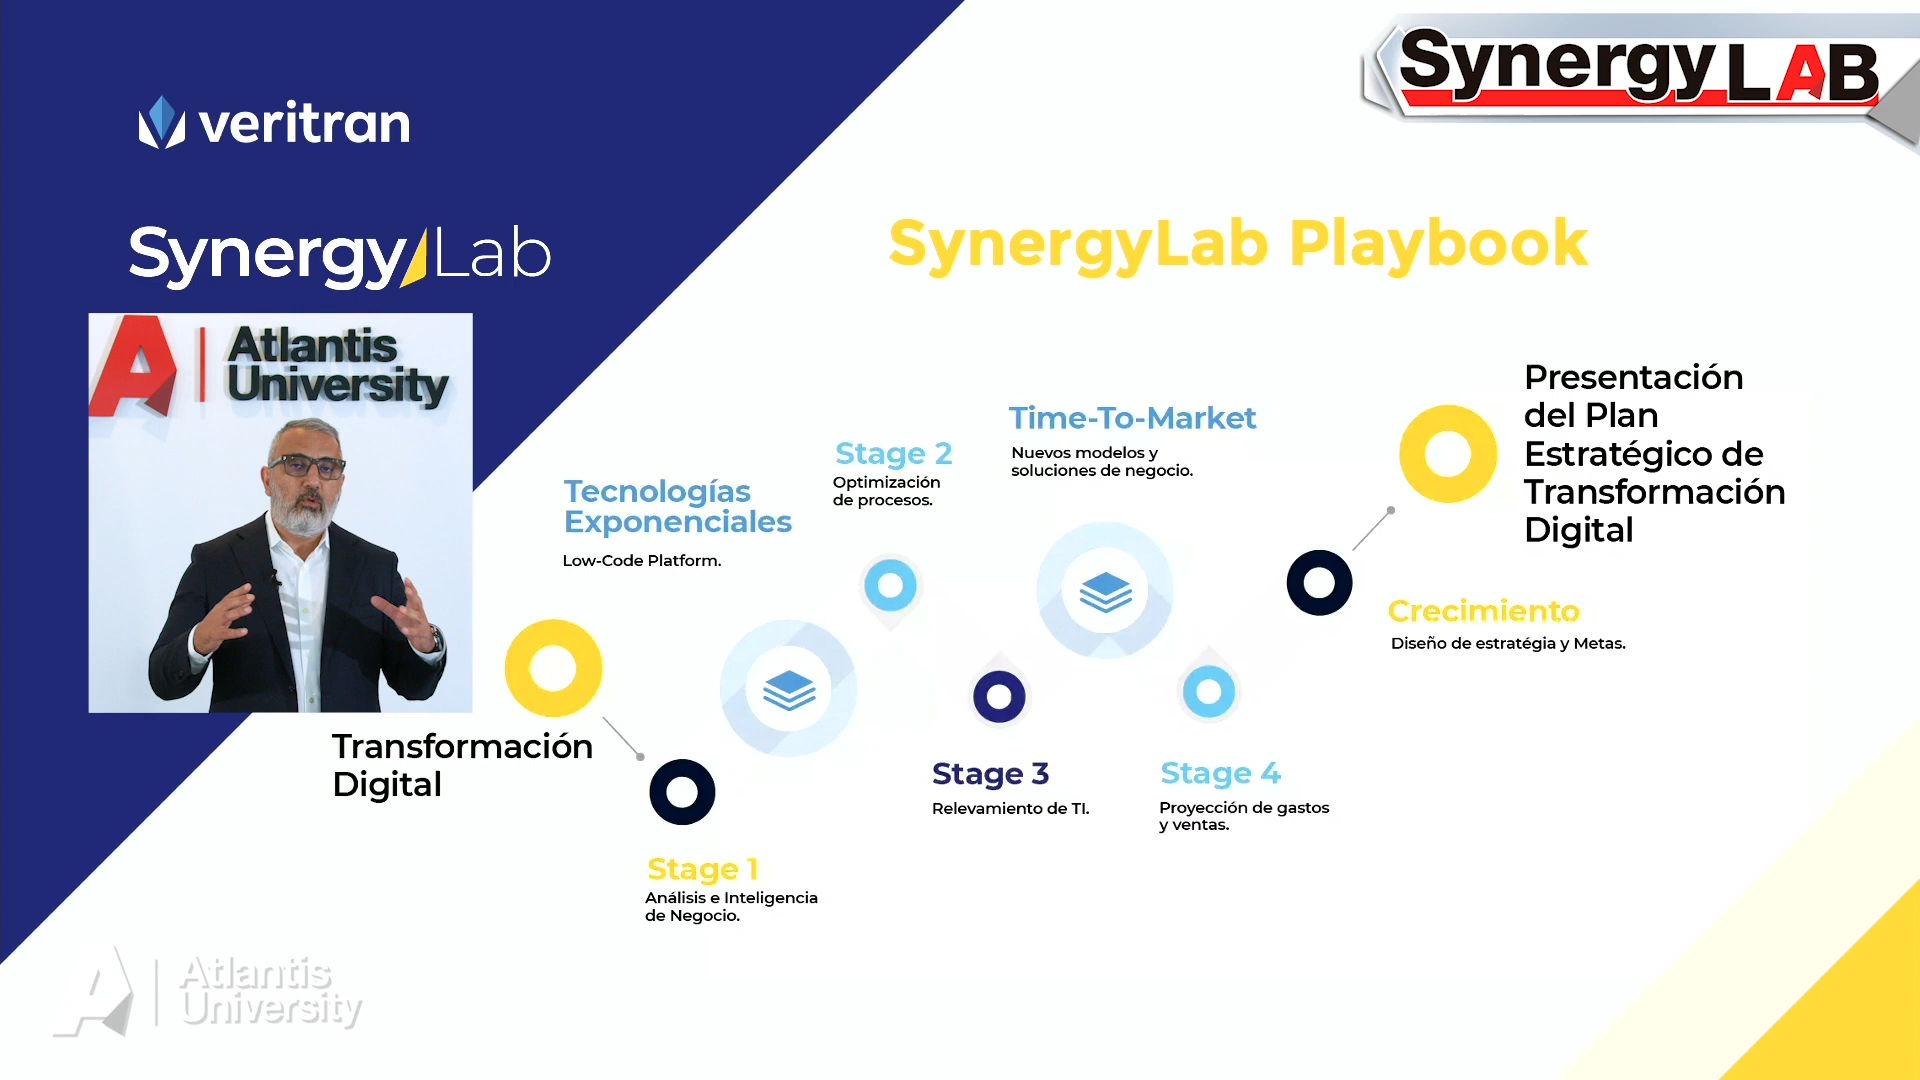 veritran
SynergyLab
SynergyLAB
SynergyLab Playbook
Atlantis
University
Transformación
Digital
Stage 1
Análisis e Inteligencia
de Negocio.
Tecnologías
Exponenciales
Low-Code Platform.
Stage 2
Optimización
de procesos.
Stage 3
Relevamiento de TI.
Time-To-Market
Nuevos modelos y
soluciones de negocio.
Stage 4
Proyección de gastos
y ventas.
Crecimiento
Diseño de estratégia y Metas.
Presentación
del Plan
Estratégico de
Transformación
Digital
Atlantis
University